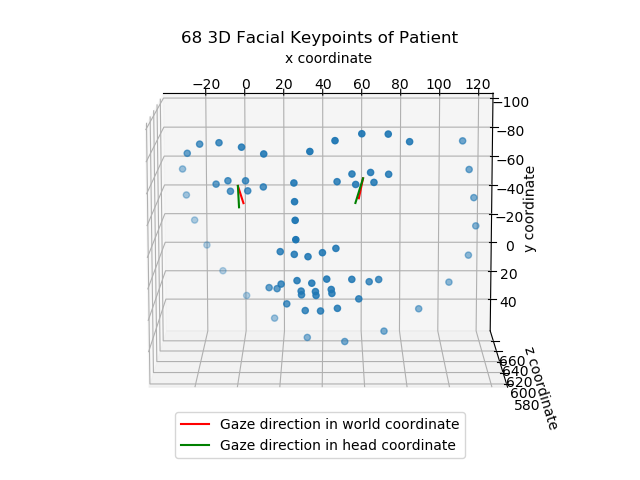 68 3D Facial Keypoints of Patient
x coordinate
−20 0 20 40 60 80 100 120
−100
−80
−60
−40
−20
0
20
40
y coordinate
660
640
620
600
580
z coordinate
Gaze direction in world coordinate
Gaze direction in head coordinate